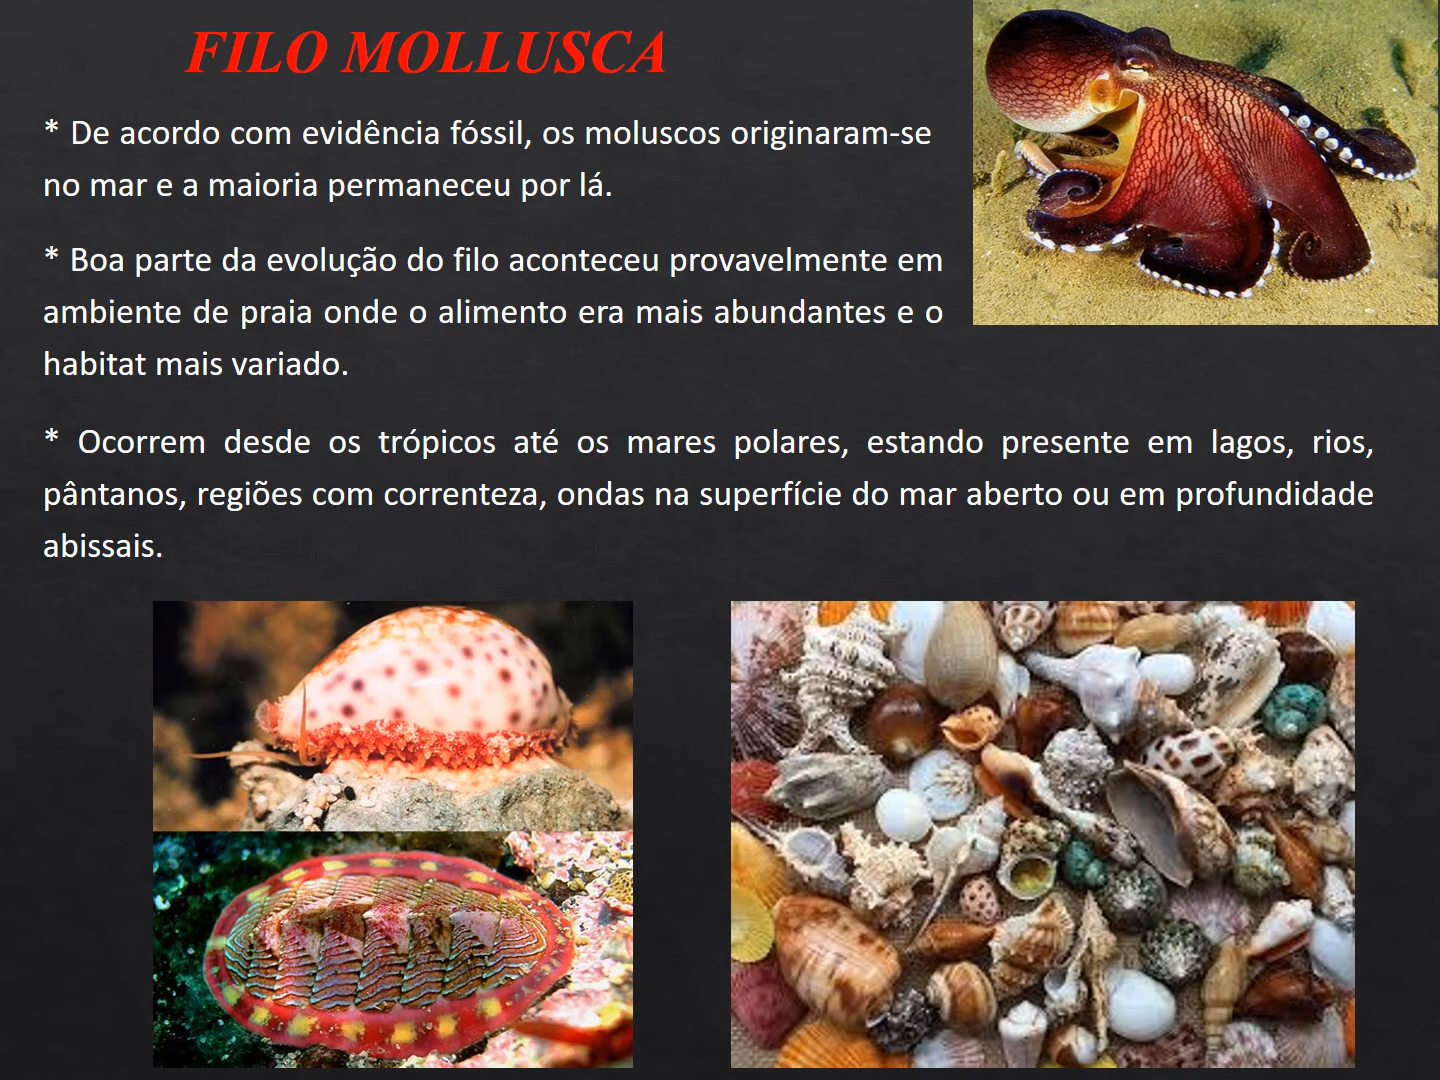 FILO MOLLUSCA
* De acordo com evidência fóssil, os moluscos originaram-se
no mar e a maioria permaneceu por lá.
* Boa parte da evolução do filo aconteceu provavelmente em
ambiente de praia onde o alimento era mais abundantes e o
habitat mais variado.
* Ocorrem desde os trópicos até os mares polares, estando presente em lagos, rios,
pântanos, regiões com correnteza, ondas na superfície do mar aberto ou em profundidade
abissais.